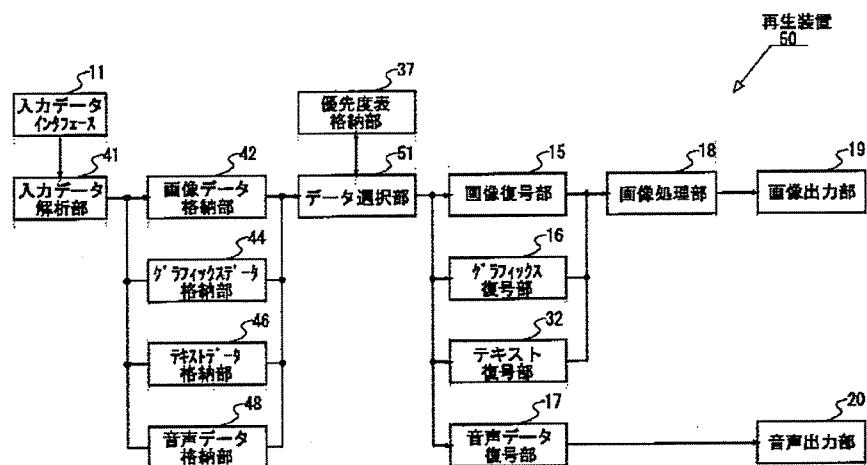 再生装置
50
11
入力データ
インタフェース
37
優先度表
格納部
41
入力データ
解析部
42
画像データ
格納部
51
データ選択部
15
画像復号部
18
画像処理部
19
画像出力部
44
グラフィックスデータ
格納部
16
グラフィックス
復号部
46
テキストデータ
格納部
32
テキスト
復号部
48
音声データ
格納部
17
音声データ
復号部
20
音声出力部